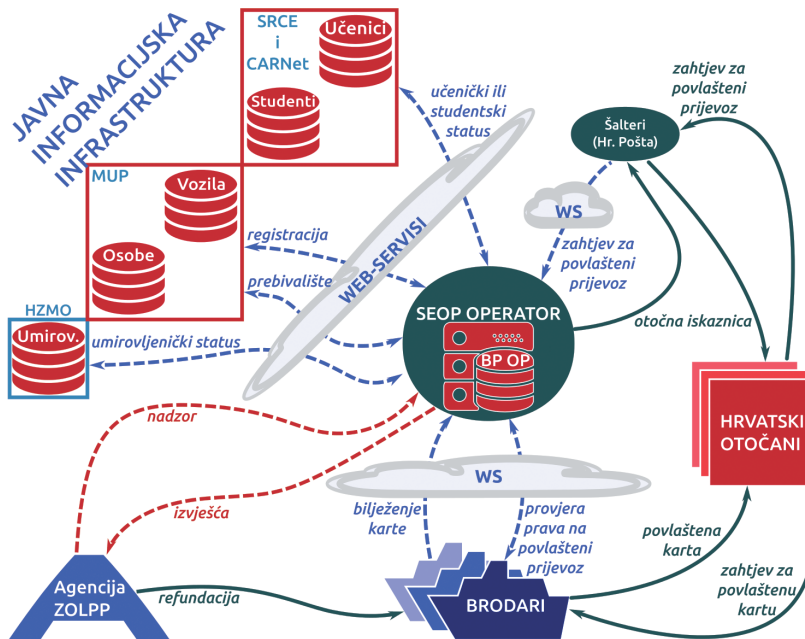 JAVNA
INFORMACIJSKA
INFRASTRUKTURA
SRCE
i
CARNet
Učenici
Studenti
učenički ili
studentski
status
zahtjev za
povlašteni
prijevoz
Šalteri
(Hr. Pošta)
MUP
Vozila
Osobe
WS
registracija
prebivalište
WEB-SERVISI
zahtjev za
povlašteni
prijevoz
HZMO
Umirov.
umirovljenički status
SEOP OPERATOR
BP OP
otočna iskaznica
nadzor
HRVATSKI
OTOČANI
izvješća
WS
bilježenje
karte
provjera
prava na
povlašteni
prijevoz
povlaštena
karta
Agencija
ZOLPP
refundacija
BRODARI
zahtjev za
povlaštenu
kartu